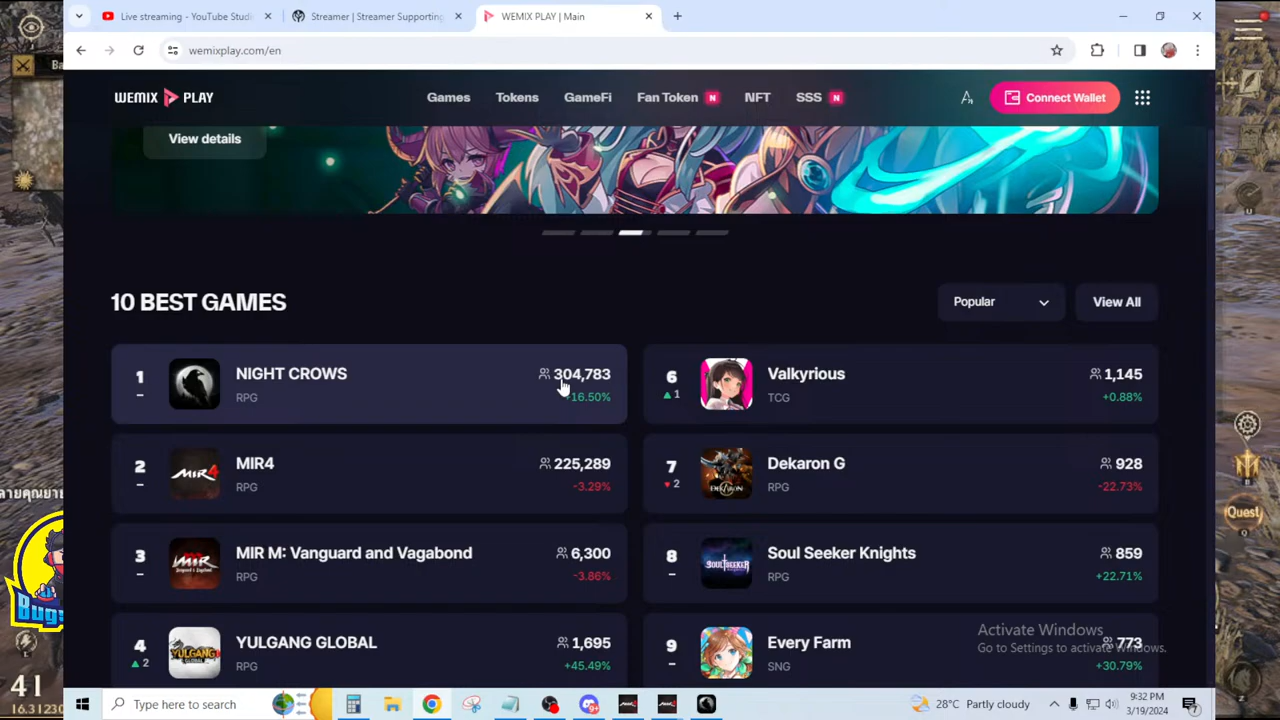 Live streaming - YouTube Studi
Streamer | Streamer Supporting
WEMIX PLAY | Main
wemixplay.com/en
WEMIX PLAY
Games
Tokens
GameFi
Fan Token N
NFT
SSS N
Connect Wallet
View details
10 BEST GAMES
Popular
View All
1
NIGHT CROWS
RPG
304,783
+16.50%
2
MIR4
RPG
225,289
-3.29%
3
MIR M: Vanguard and Vagabond
RPG
6,300
-3.86%
4
2
YULGANG GLOBAL
RPG
1,695
+45.49%
6
1
Valkyrious
TCG
1,145
+0.88%
7
2
Dekaron G
RPG
928
-22.73%
8
Soul Seeker Knights
RPG
859
+22.71%
9
Every Farm
SNG
773
+30.79%
Activate Windows
Go to Settings to activate Windows.
Quest
Bugs
41
16.31230
Type here to search
28°C Partly cloudy
9:32 PM
3/19/2024